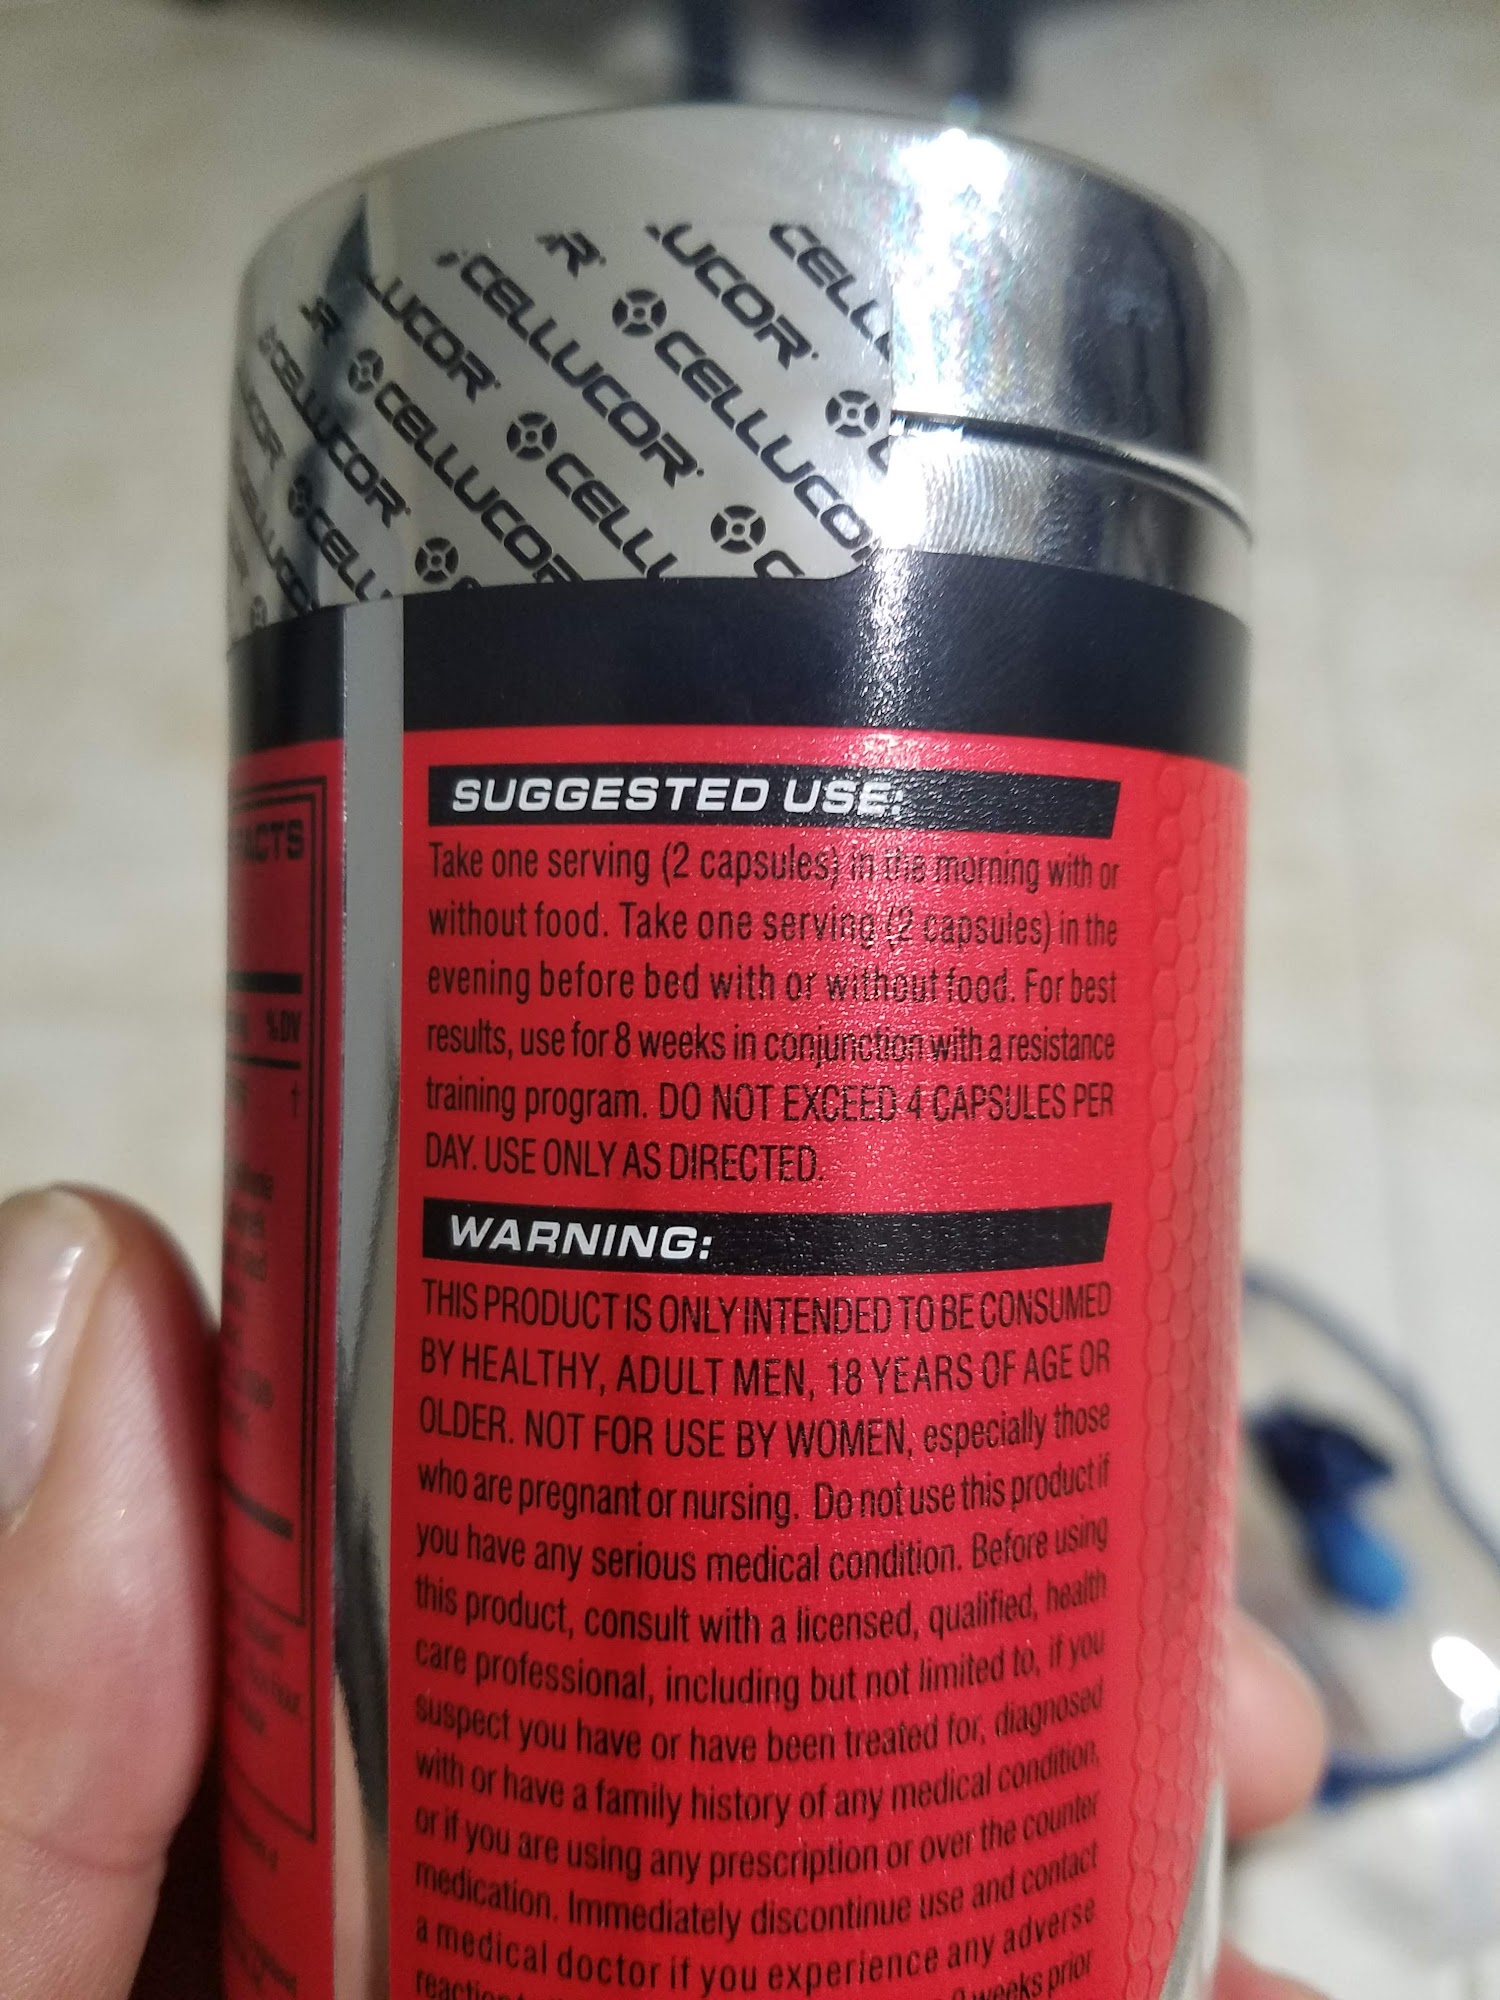 CELLUCOR
CELLUCOR
CELLUCOR
CELLUCOR
SUGGESTED USE:
Take one serving (2 capsules) in the morning with or
without food. Take one serving (2 capsules) in the
evening before bed with or without food. For best
results, use for 8 weeks in conjunction with a resistance
training program. DO NOT EXCEED 4 CAPSULES PER
DAY. USE ONLY AS DIRECTED.
WARNING:
THIS PRODUCT IS ONLY INTENDED TO BE CONSUMED
BY HEALTHY, ADULT MEN, 18 YEARS OF AGE OR
OLDER. NOT FOR USE BY WOMEN, especially those
who are pregnant or nursing. Do not use this product if
you have any serious medical condition. Before using
this product, consult with a licensed, qualified, health
care professional, including but not limited to, if you
suspect you have or have been treated for, diagnosed
with or have a family history of any medical condition,
or if you are using any prescription or over the counter
medication. Immediately discontinue use and contact
a medical doctor if you experience any adverse
weeks prior
%DV